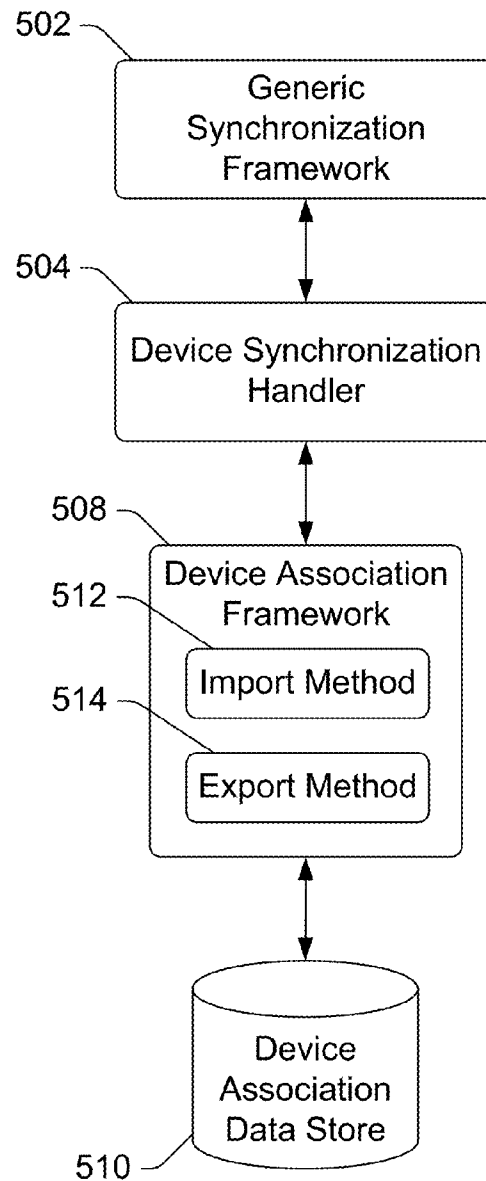 502
Generic
Synchronization
Framework
504
Device Synchronization
Handler
508
Device Association
Framework
512
Import Method
514
Export Method
Device
Association
Data Store
510